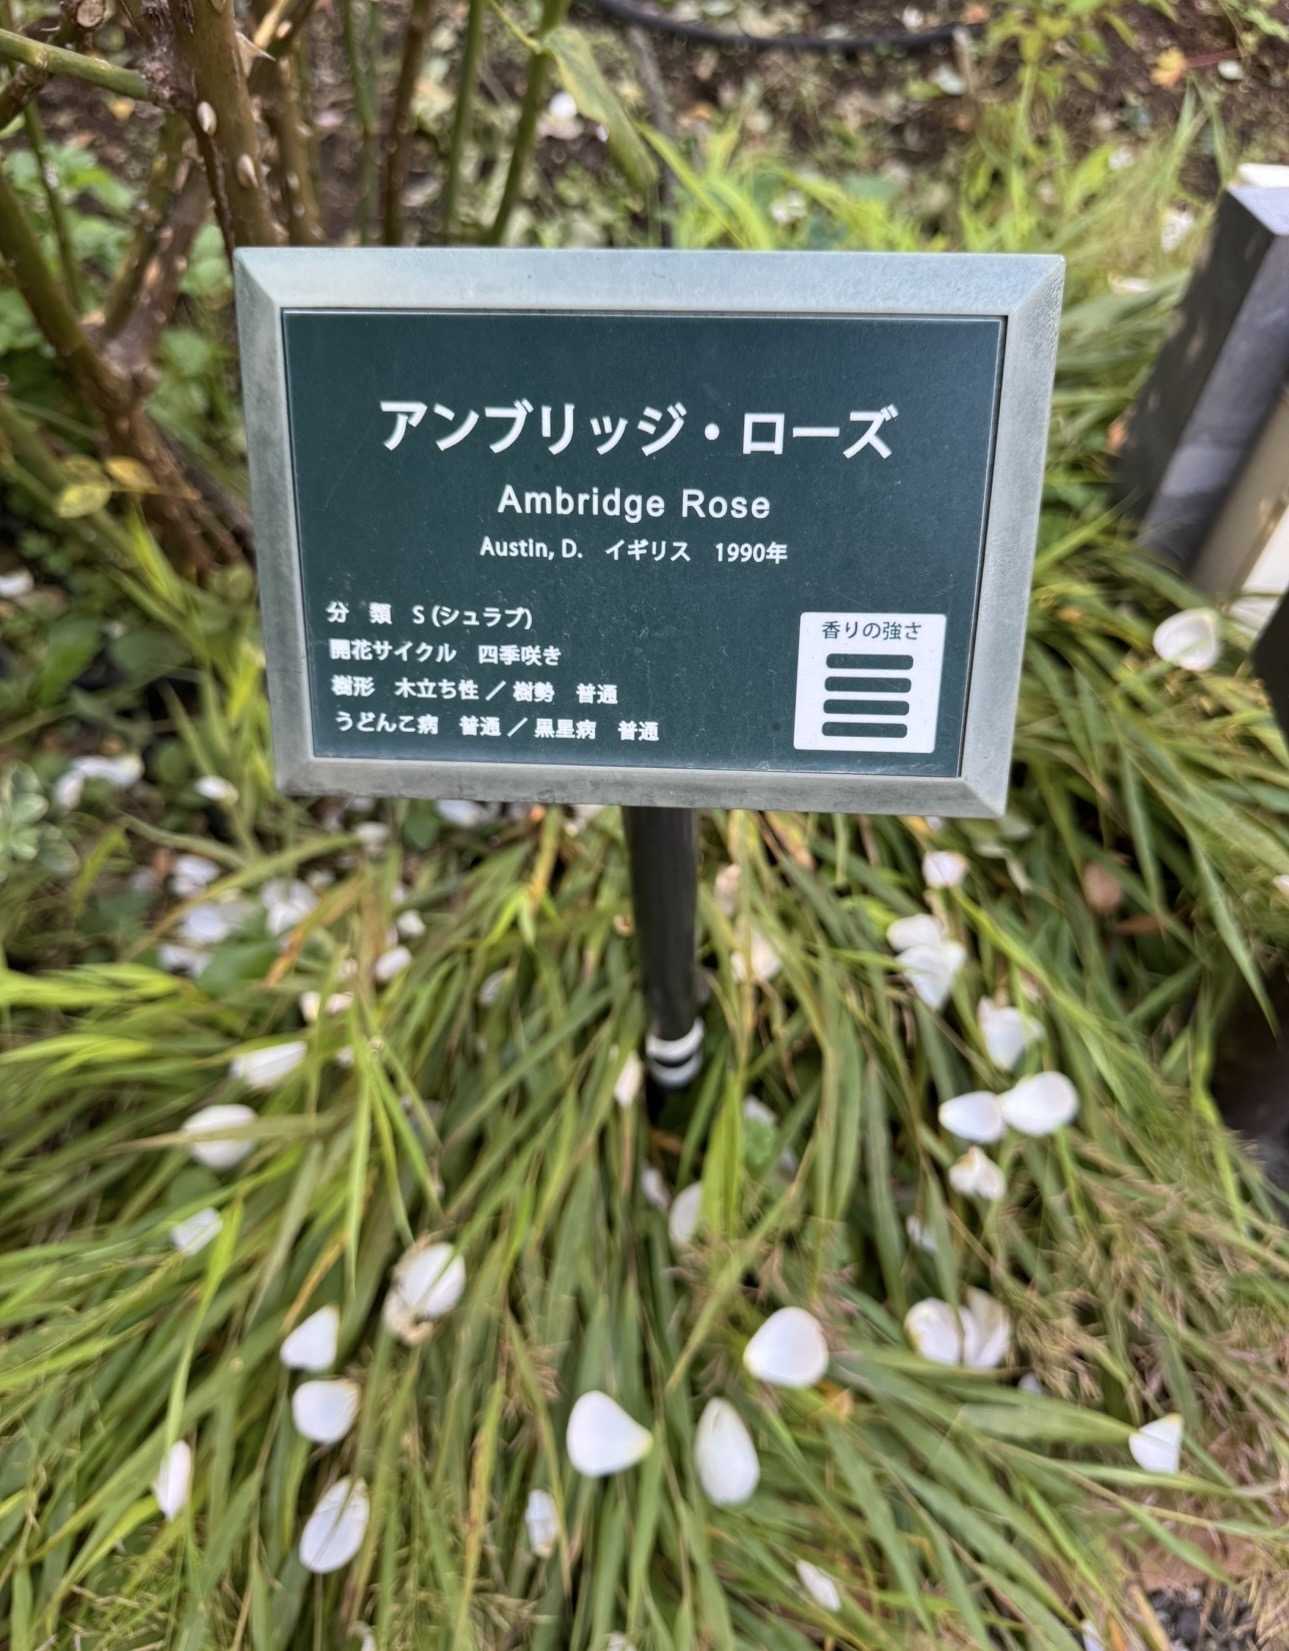 アンブリッジ・ローズ
Ambridge Rose
Austin, D.　イギリス　1990年
分　類　S (シュラブ)
開花サイクル　四季咲き
樹形　木立ち性 ／ 樹勢　普通
うどんこ病　普通 ／ 黒星病　普通
香りの強さ